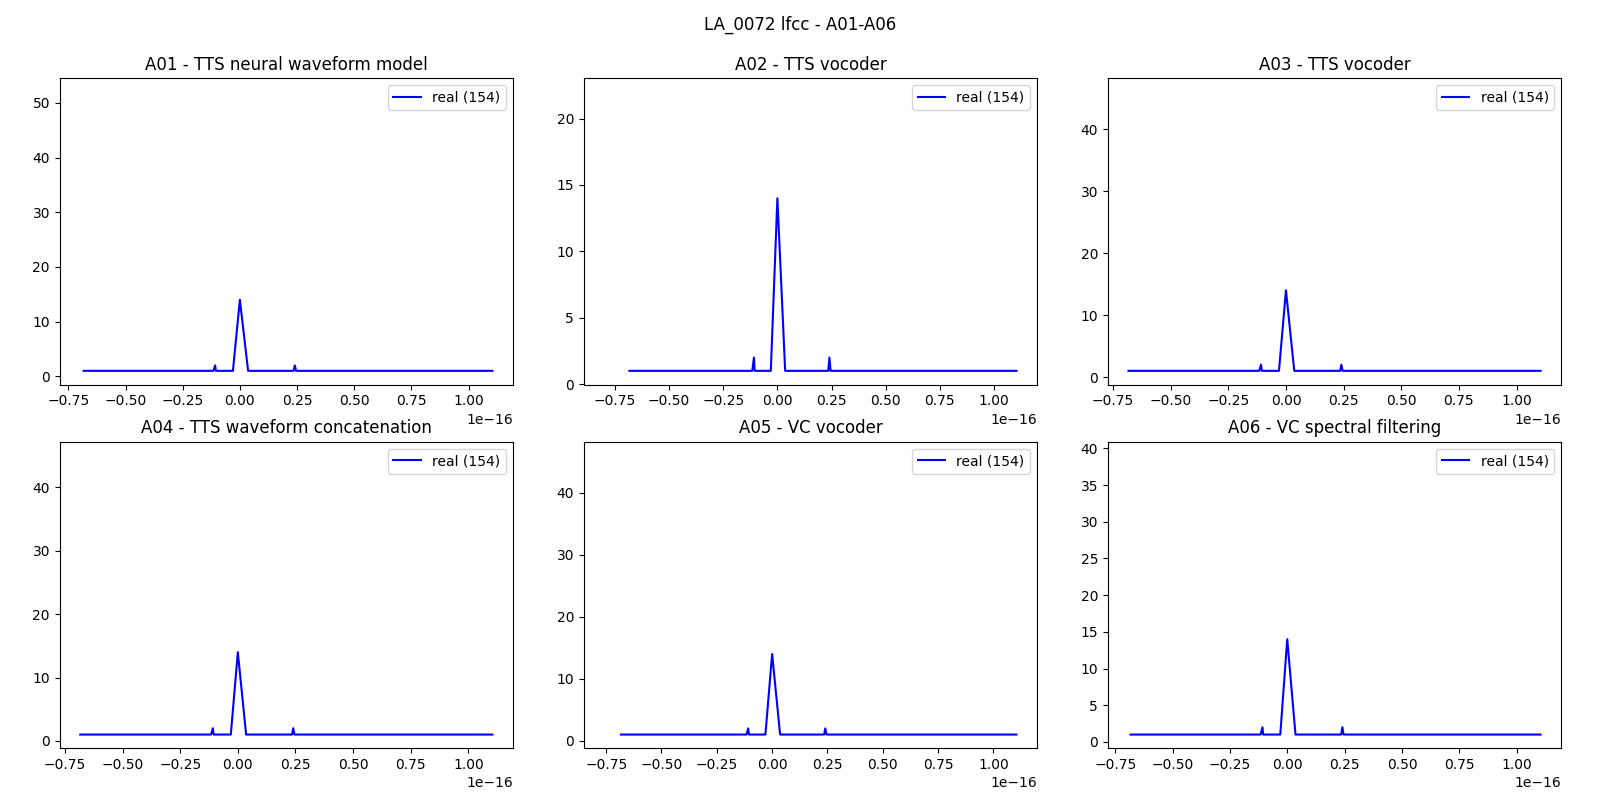 LA_0072 lfcc - A01-A06
A01 - TTS neural waveform model
real (154)
50
40
30
20
10
0
−0.75 −0.50 −0.25 0.00 0.25 0.50 0.75 1.00
1e−16
A02 - TTS vocoder
real (154)
20
15
10
5
0
−0.75 −0.50 −0.25 0.00 0.25 0.50 0.75 1.00
1e−16
A03 - TTS vocoder
real (154)
40
30
20
10
0
−0.75 −0.50 −0.25 0.00 0.25 0.50 0.75 1.00
1e−16
A04 - TTS waveform concatenation
real (154)
40
30
20
10
0
−0.75 −0.50 −0.25 0.00 0.25 0.50 0.75 1.00
1e−16
A05 - VC vocoder
real (154)
40
30
20
10
0
−0.75 −0.50 −0.25 0.00 0.25 0.50 0.75 1.00
1e−16
A06 - VC spectral filtering
real (154)
40
35
30
25
20
15
10
5
0
−0.75 −0.50 −0.25 0.00 0.25 0.50 0.75 1.00
1e−16